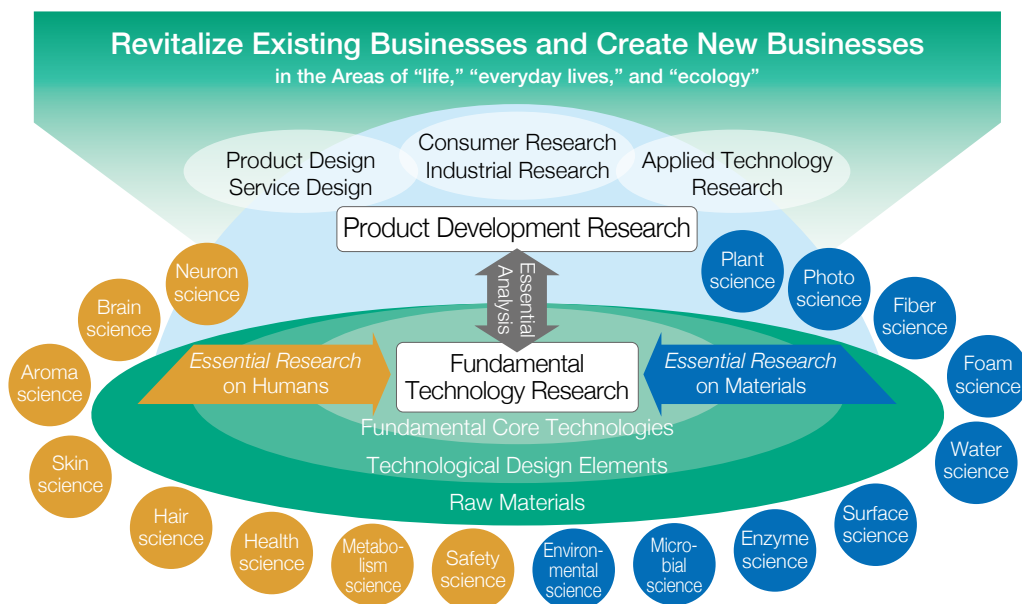 Revitalize Existing Businesses and Create New Businesses
in the Areas of “life,” “everyday lives,” and “ecology”
Consumer Research
Industrial Research
Product Design
Service Design
Applied Technology
Research
Product Development Research
Essential
Analysis
Neuron
science
Brain
science
Aroma
science
Skin
science
Hair
science
Health
science
Metabo-
lism
science
Safety
science
Environ-
mental
science
Micro-
bial
science
Enzyme
science
Surface
science
Water
science
Foam
science
Fiber
science
Photo
science
Plant
science
Essential Research
on Humans
Fundamental
Technology Research
Essential Research
on Materials
Fundamental Core Technologies
Technological Design Elements
Raw Materials